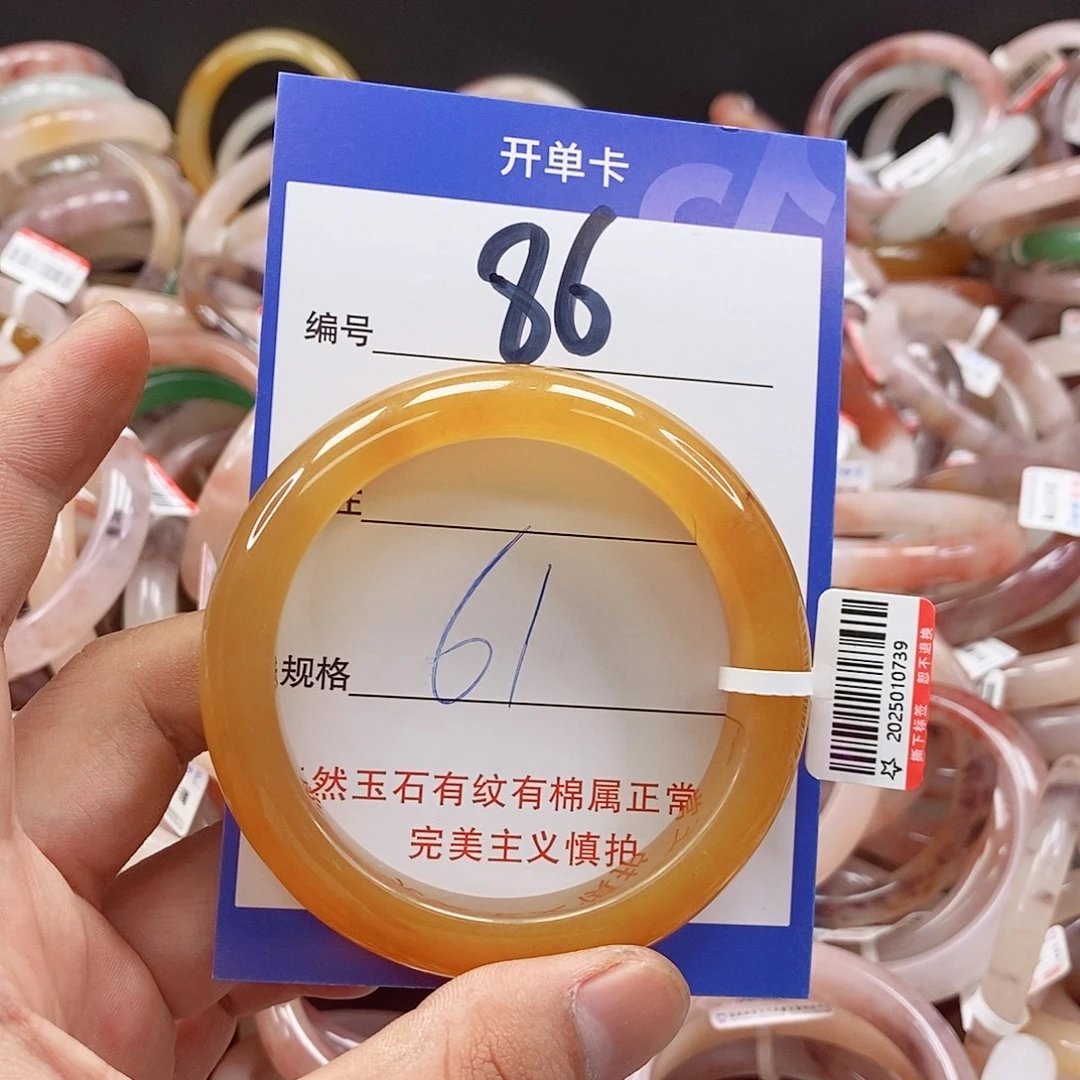 开单卡
编号 86
61
规格
然玉石有纹有棉属正常
完美主义慎拍
2025010739
撕下标签 恕不退换